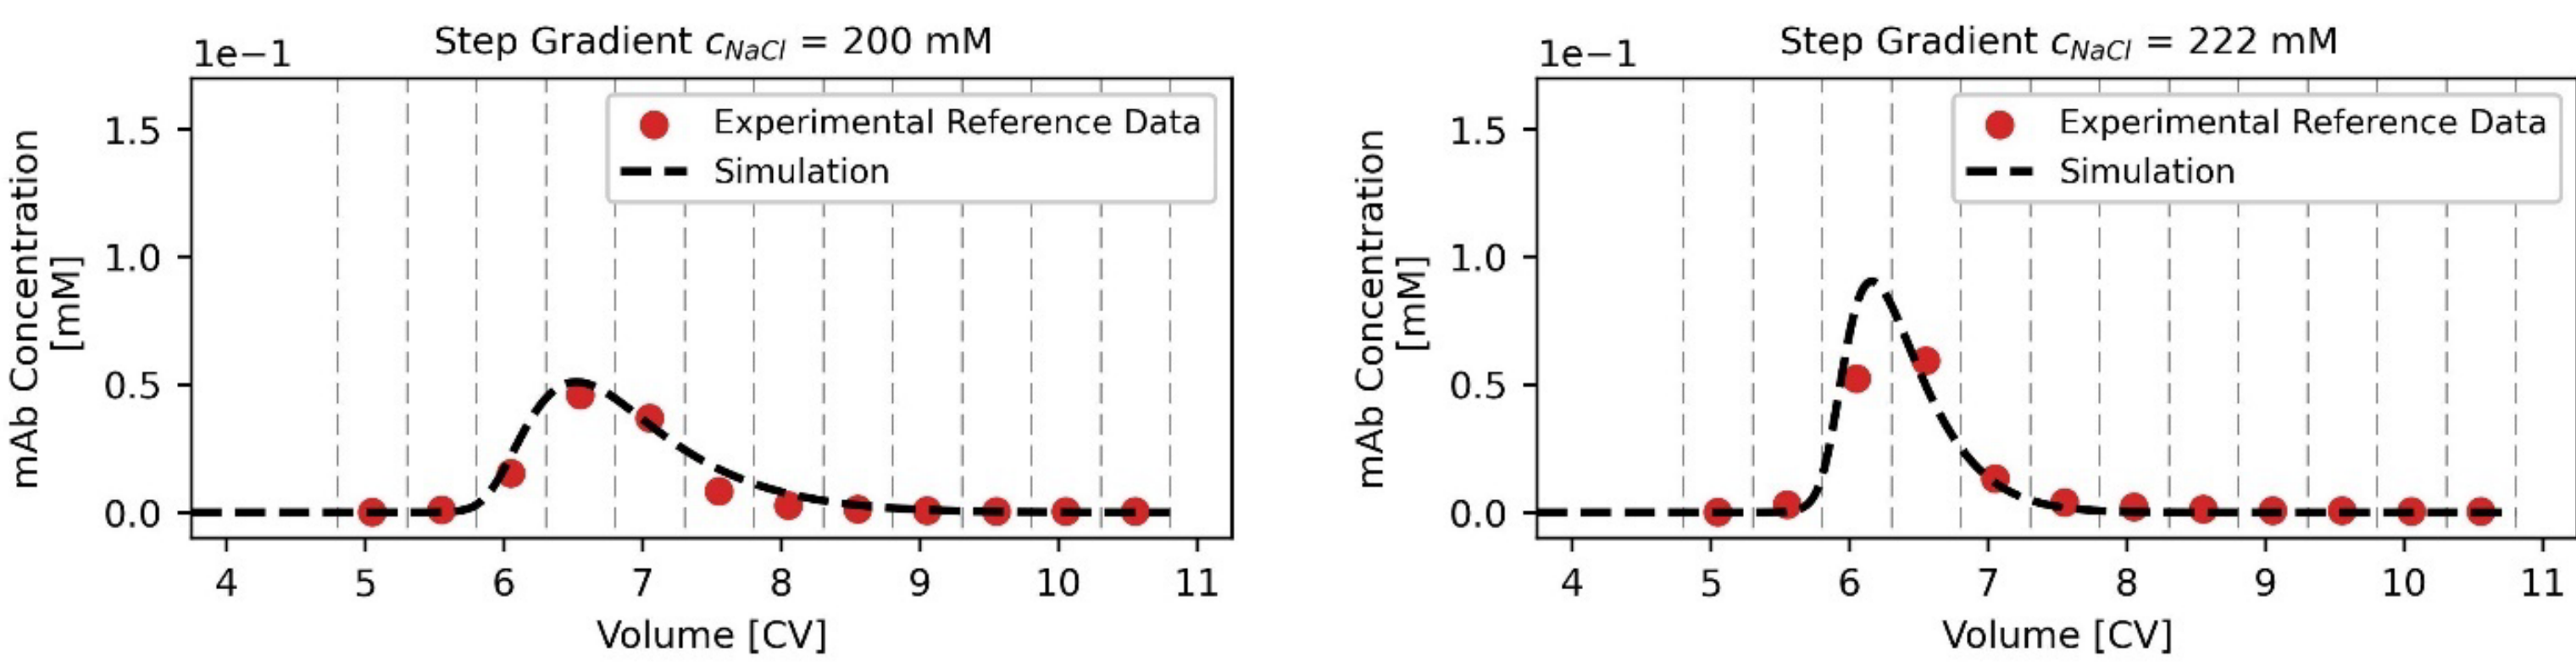 Step Gradient c_NaCl = 200 mM
1e−1
Experimental Reference Data
Simulation
mAb Concentration
[mM]
1.5
1.0
0.5
0.0
4 5 6 7 8 9 10 11
Volume [CV]
Step Gradient c_NaCl = 222 mM
1e−1
Experimental Reference Data
Simulation
mAb Concentration
[mM]
1.5
1.0
0.5
0.0
4 5 6 7 8 9 10 11
Volume [CV]